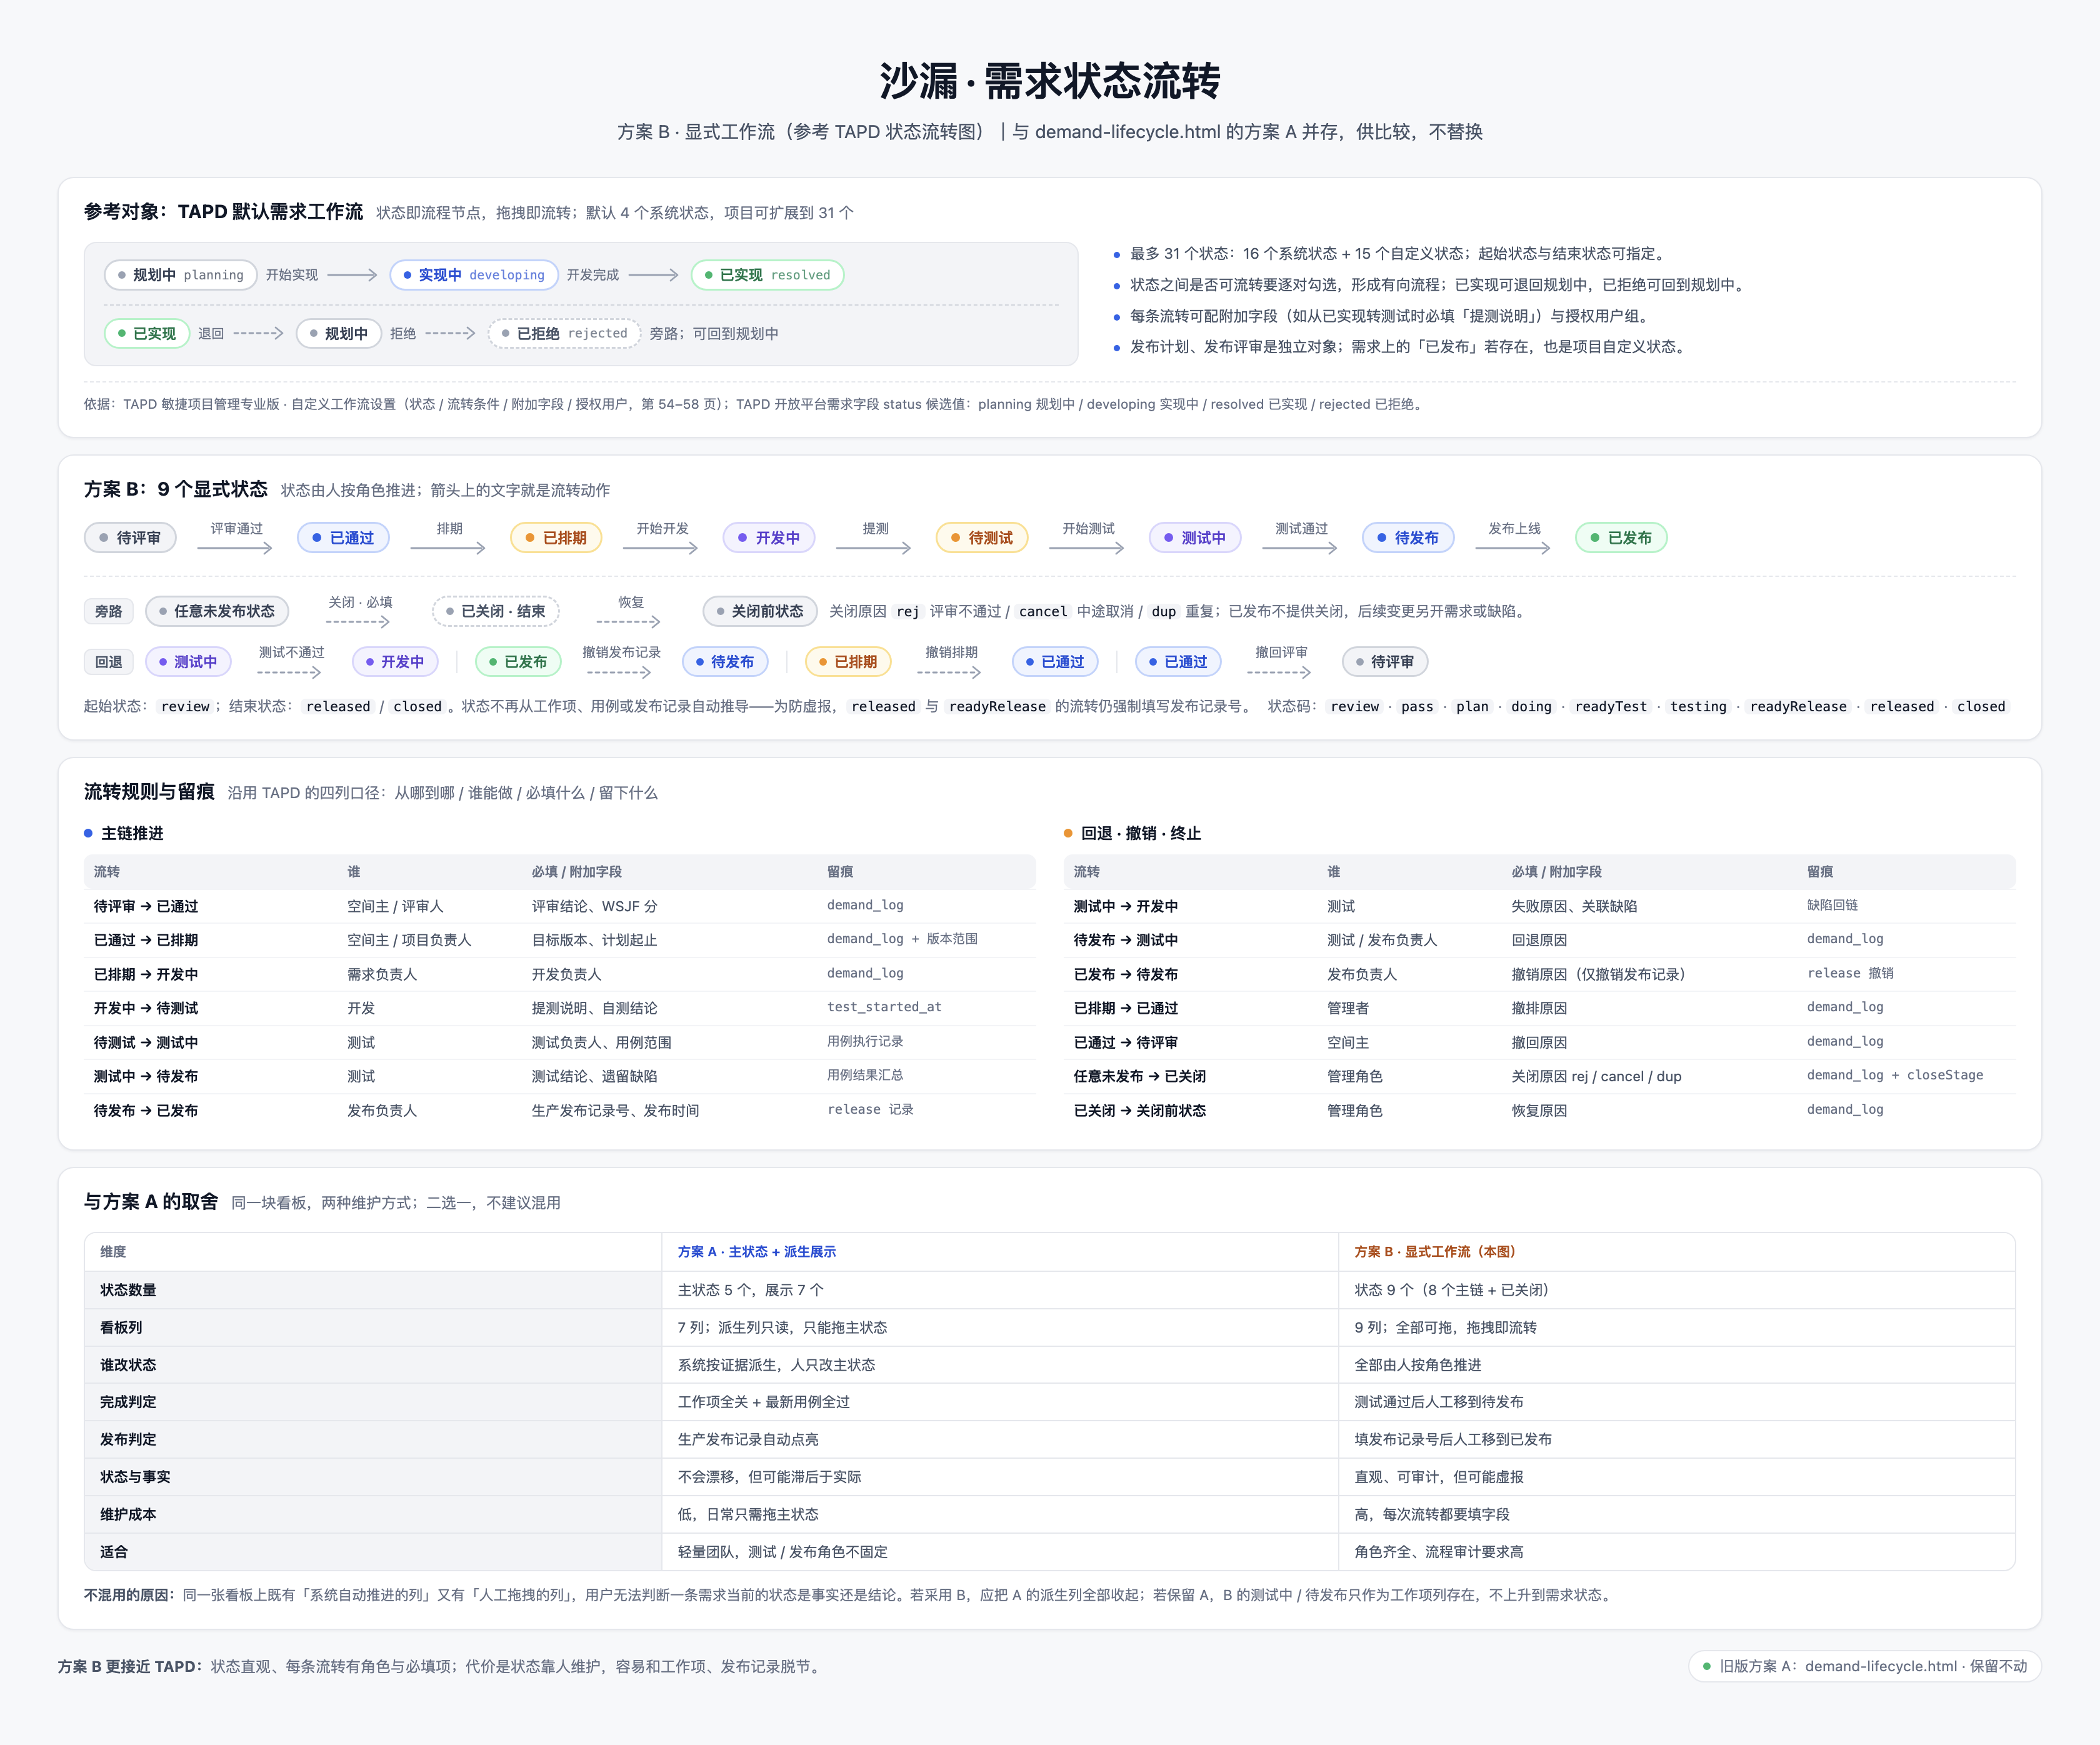 沙漏 · 需求状态流转
方案 B · 显式工作流（参考 TAPD 状态流转图）｜与 demand-lifecycle.html 的方案 A 并存，供比较，不替换
参考对象：TAPD 默认需求工作流 状态即流程节点，拖拽即流转；默认 4 个系统状态，项目可扩展到 31 个
规划中 planning 开始实现 实现中 developing 开发完成 已实现 resolved
已实现 退回 规划中 拒绝 已拒绝 rejected 旁路；可回到规划中
最多 31 个状态：16 个系统状态 + 15 个自定义状态；起始状态与结束状态可指定。
状态之间是否可流转要逐对勾选，形成有向流程；已实现可退回规划中，已拒绝可回到规划中。
每条流转可配附加字段（如从已实现转测试时必填「提测说明」）与授权用户组。
发布计划、发布评审是独立对象；需求上的「已发布」若存在，也是项目自定义状态。
依据：TAPD 敏捷项目管理专业版 · 自定义工作流设置（状态 / 流转条件 / 附加字段 / 授权用户，第 54–58 页）；TAPD 开放平台需求字段 status 候选值：planning 规划中 / developing 实现中 / resolved 已实现 / rejected 已拒绝。
方案 B：9 个显式状态 状态由人按角色推进；箭头上的文字就是流转动作
待评审 评审通过 已通过 排期 已排期 开始开发 开发中 提测 待测试 开始测试 测试中 测试通过 待发布 发布上线 已发布
旁路 任意未发布状态 关闭 · 必填 已关闭 · 结束 恢复 关闭前状态 关闭原因 rej 评审不通过 / cancel 中途取消 / dup 重复；已发布不提供关闭，后续变更另开需求或缺陷。
回退 测试中 测试不通过 开发中 已发布 撤销发布记录 待发布 已排期 撤销排期 已通过 已通过 撤回评审 待评审
起始状态：review；结束状态：released / closed。状态不再从工作项、用例或发布记录自动推导——为防虚报，released 与 readyRelease 的流转仍强制填写发布记录号。 状态码：review · pass · plan · doing · readyTest · testing · readyRelease · released · closed
流转规则与留痕 沿用 TAPD 的四列口径：从哪到哪 / 谁能做 / 必填什么 / 留下什么
主链推进
流转 谁 必填 / 附加字段 留痕
待评审 → 已通过 空间主 / 评审人 评审结论、WSJF 分 demand_log
已通过 → 已排期 空间主 / 项目负责人 目标版本、计划起止 demand_log + 版本范围
已排期 → 开发中 需求负责人 开发负责人 demand_log
开发中 → 待测试 开发 提测说明、自测结论 test_started_at
待测试 → 测试中 测试 测试负责人、用例范围 用例执行记录
测试中 → 待发布 测试 测试结论、遗留缺陷 用例结果汇总
待发布 → 已发布 发布负责人 生产发布记录号、发布时间 release 记录
回退 · 撤销 · 终止
流转 谁 必填 / 附加字段 留痕
测试中 → 开发中 测试 失败原因、关联缺陷 缺陷回链
待发布 → 测试中 测试 / 发布负责人 回退原因 demand_log
已发布 → 待发布 发布负责人 撤销原因（仅撤销发布记录） release 撤销
已排期 → 已通过 管理者 撤排原因 demand_log
已通过 → 待评审 空间主 撤回原因 demand_log
任意未发布 → 已关闭 管理角色 关闭原因 rej / cancel / dup demand_log + closeStage
已关闭 → 关闭前状态 管理角色 恢复原因 demand_log
与方案 A 的取舍 同一块看板，两种维护方式；二选一，不建议混用
维度 方案 A · 主状态 + 派生展示 方案 B · 显式工作流（本图）
状态数量 主状态 5 个，展示 7 个 状态 9 个（8 个主链 + 已关闭）
看板列 7 列；派生列只读，只能拖主状态 9 列；全部可拖，拖拽即流转
谁改状态 系统按证据派生，人只改主状态 全部由人按角色推进
完成判定 工作项全关 + 最新用例全过 测试通过后人工移到待发布
发布判定 生产发布记录自动点亮 填发布记录号后人工移到已发布
状态与事实 不会漂移，但可能滞后于实际 直观、可审计，但可能虚报
维护成本 低，日常只需拖主状态 高，每次流转都要填字段
适合 轻量团队，测试 / 发布角色不固定 角色齐全、流程审计要求高
不混用的原因：同一张看板上既有「系统自动推进的列」又有「人工拖拽的列」，用户无法判断一条需求当前的状态是事实还是结论。若采用 B，应把 A 的派生列全部收起；若保留 A，B 的测试中 / 待发布只作为工作项列存在，不上升到需求状态。
方案 B 更接近 TAPD：状态直观、每条流转有角色与必填项；代价是状态靠人维护，容易和工作项、发布记录脱节。
旧版方案 A：demand-lifecycle.html · 保留不动